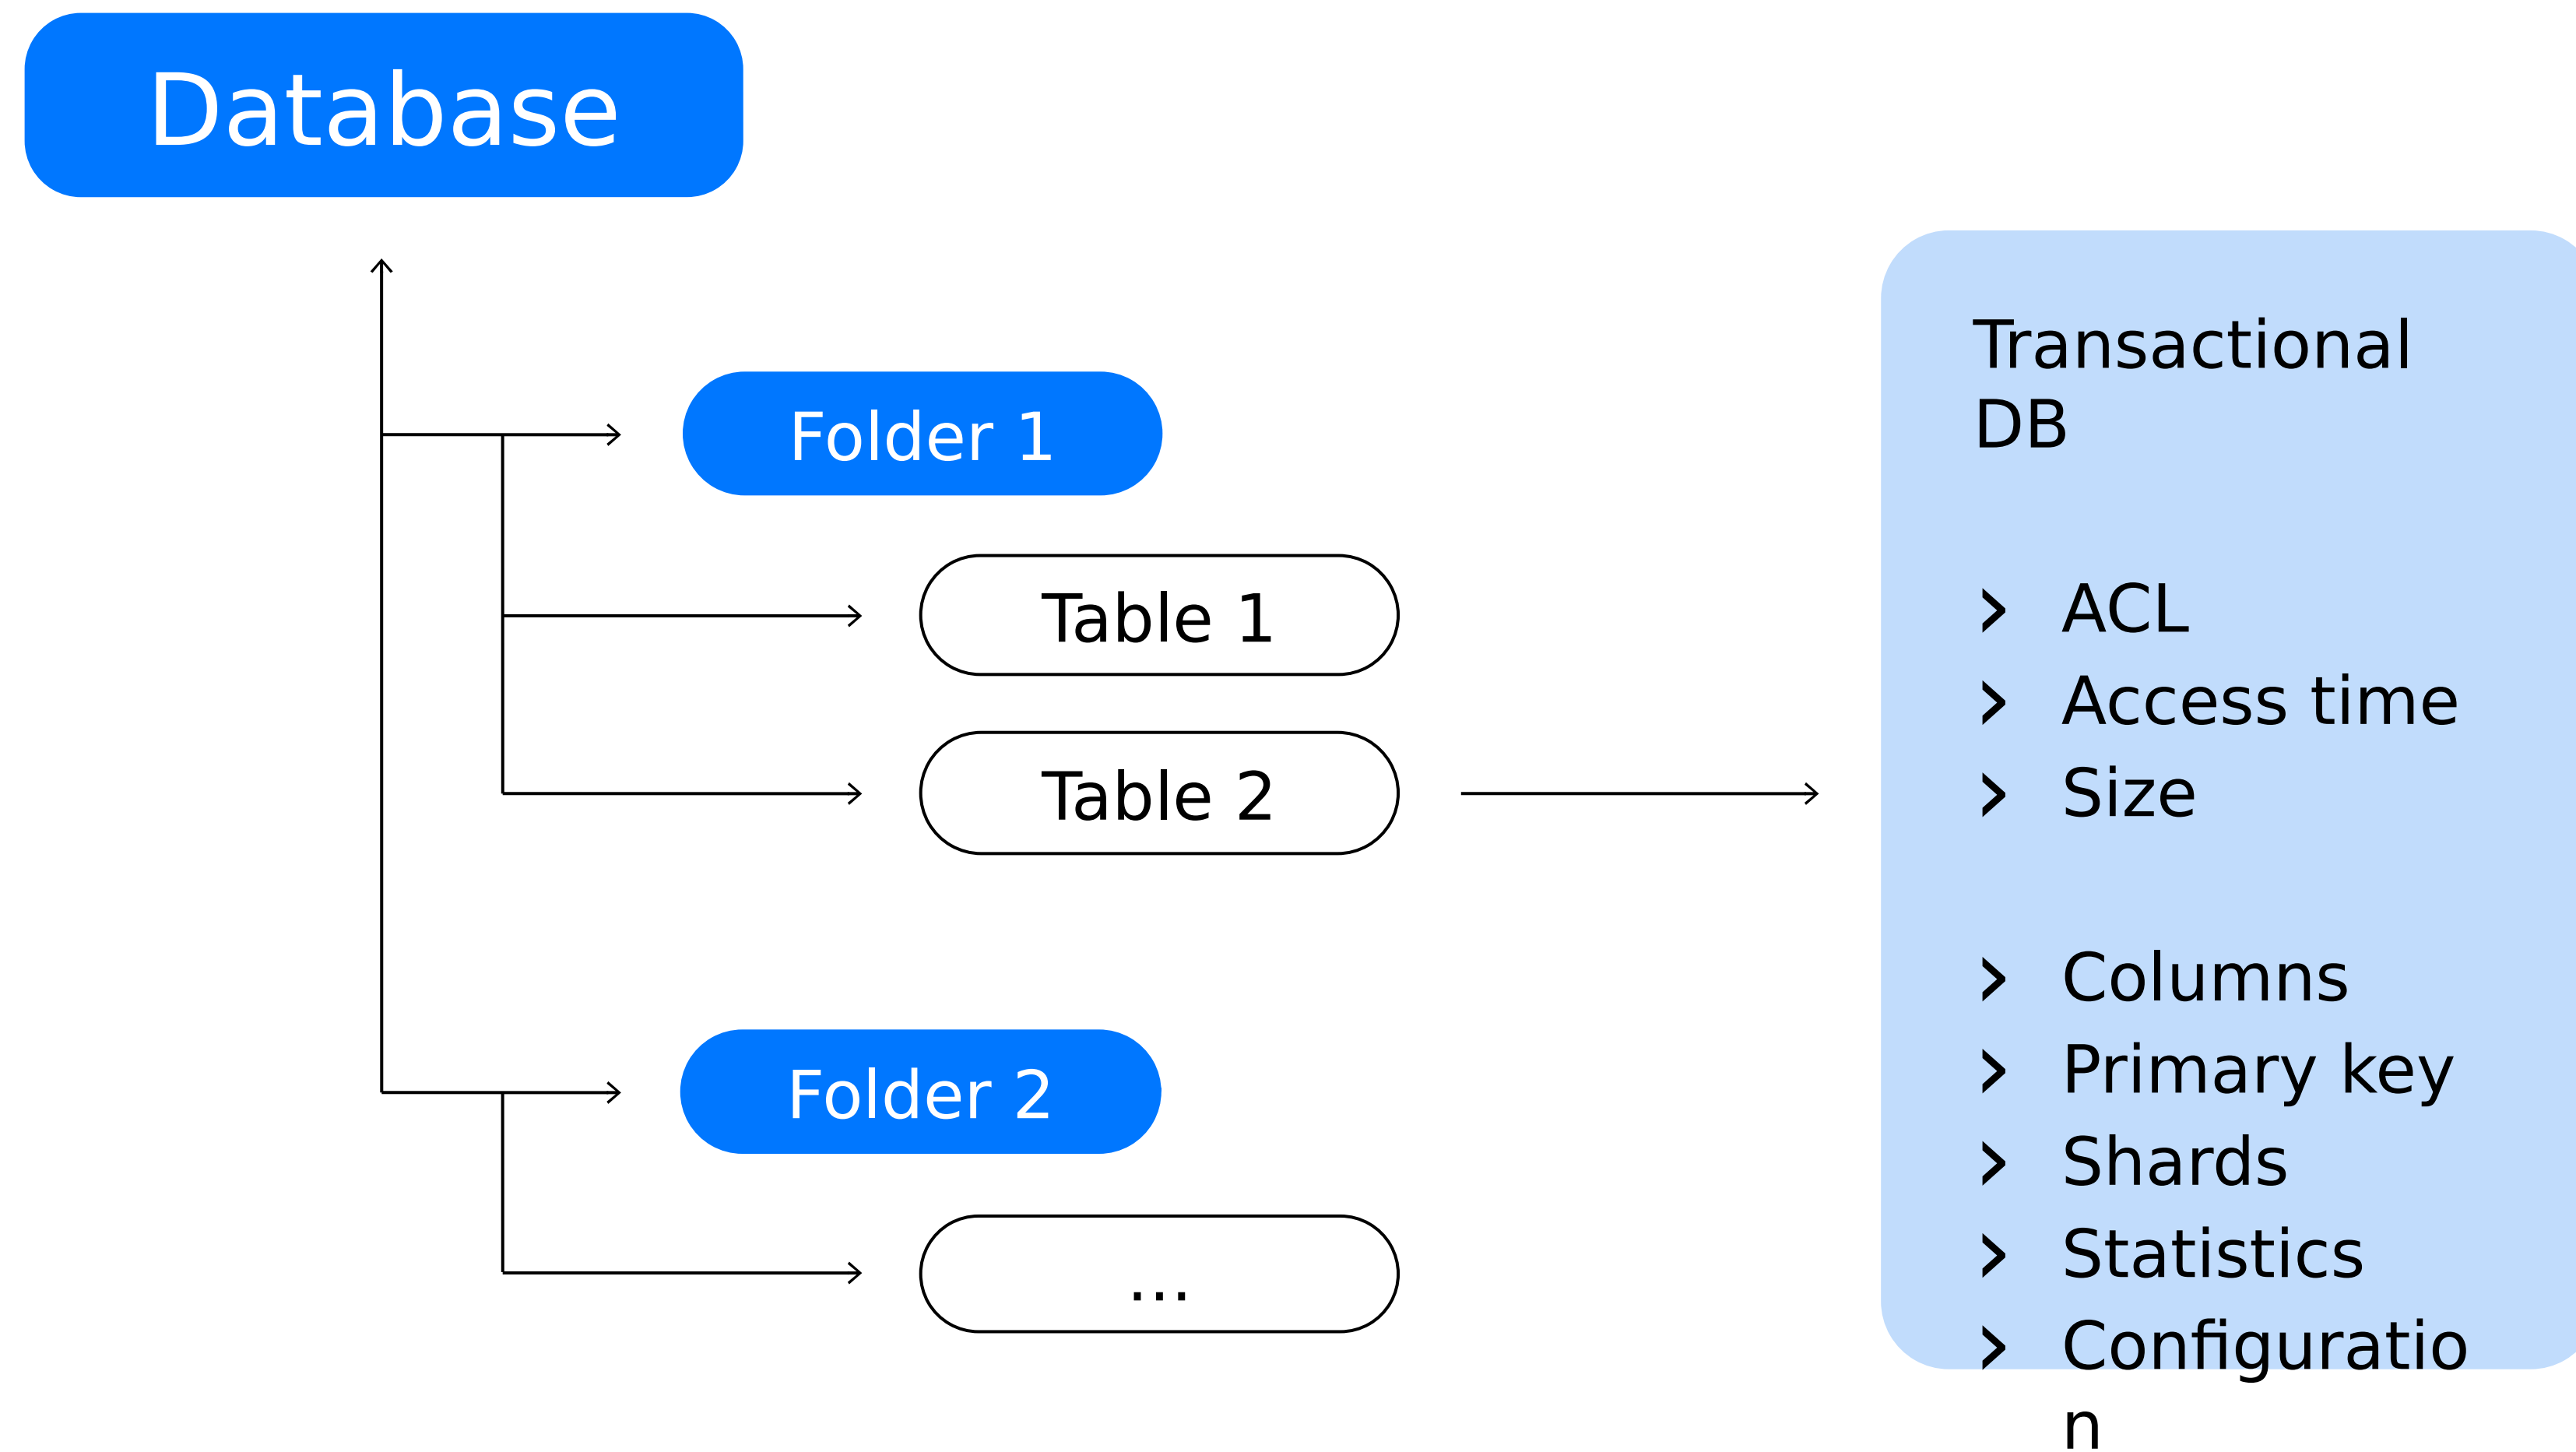 Database
Folder 1
Table 1
Table 2
Folder 2
...
Transactional
DB
› ACL
› Access time
› Size
› Columns
› Primary key
› Shards
› Statistics
› Configuratio
n